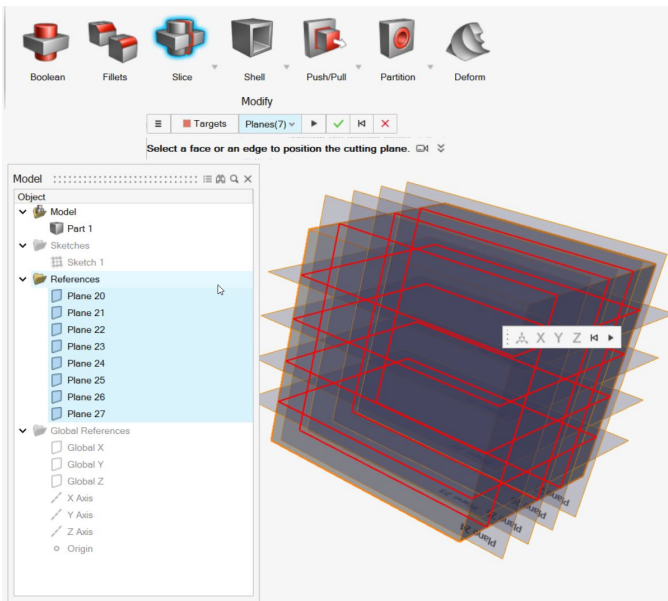 Boolean Fillets Slice Shell Push/Pull Partition Deform
Modify
Targets Planes(7)
Select a face or an edge to position the cutting plane.
Model
Object
Model
Part 1
Sketches
Sketch 1
References
Plane 20
Plane 21
Plane 22
Plane 23
Plane 24
Plane 25
Plane 26
Plane 27
Global References
Global X
Global Y
Global Z
X Axis
Y Axis
Z Axis
Origin
X Y Z
Plane 24